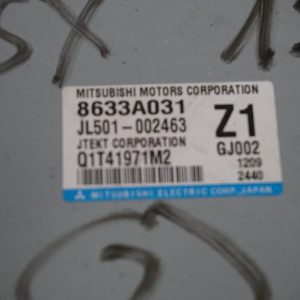 MITSUBISHI MOTORS CORPORATION
8633A031
JL501-002463
Z1
JTEKT CORPORATION
GJ002
Q1T41971M2
1209
2440
MITSUBISHI ELECTRIC CORP. JAPAN